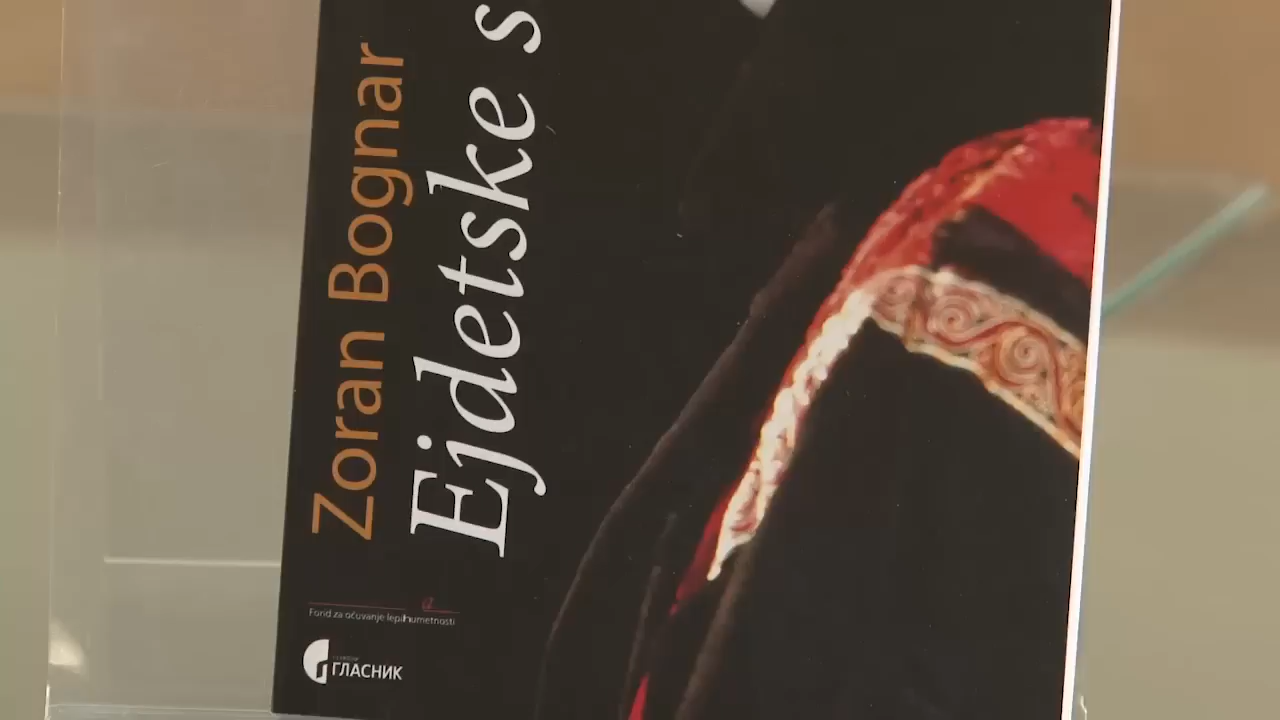 Zoran Bognar
Ejdetske s
Fond za očuvanje lepih umetnosti
ГЛАСНИК